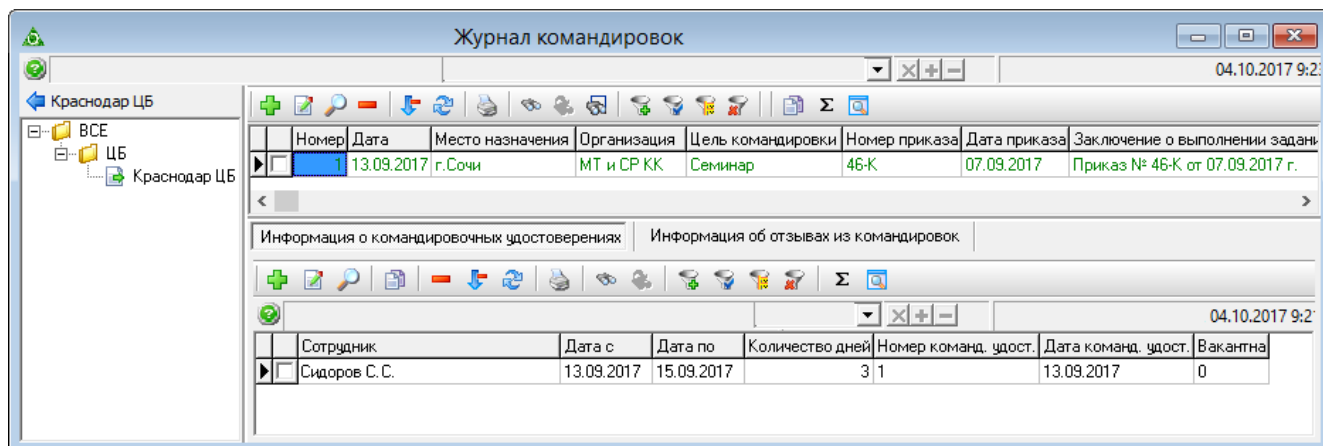 Журнал командировок
04.10.2017 9:23
Краснодар ЦБ
ВСЕ
ЦБ
Краснодар ЦБ
Номер Дата Место назначения Организация Цель командировки Номер приказа Дата приказа Заключение о выполнении задани
1 13.09.2017 г.Сочи МТ и СР КК Семинар 46-К 07.09.2017 Приказ № 46-К от 07.09.2017 г.
Информация о командировочных удостоверениях Информация об отзывах из командировок
04.10.2017 9:2
Сотрудник Дата с Дата по Количество дней Номер команд. удост. Дата команд. удост. Вакантна
Сидоров С. С. 13.09.2017 15.09.2017 3 1 13.09.2017 0